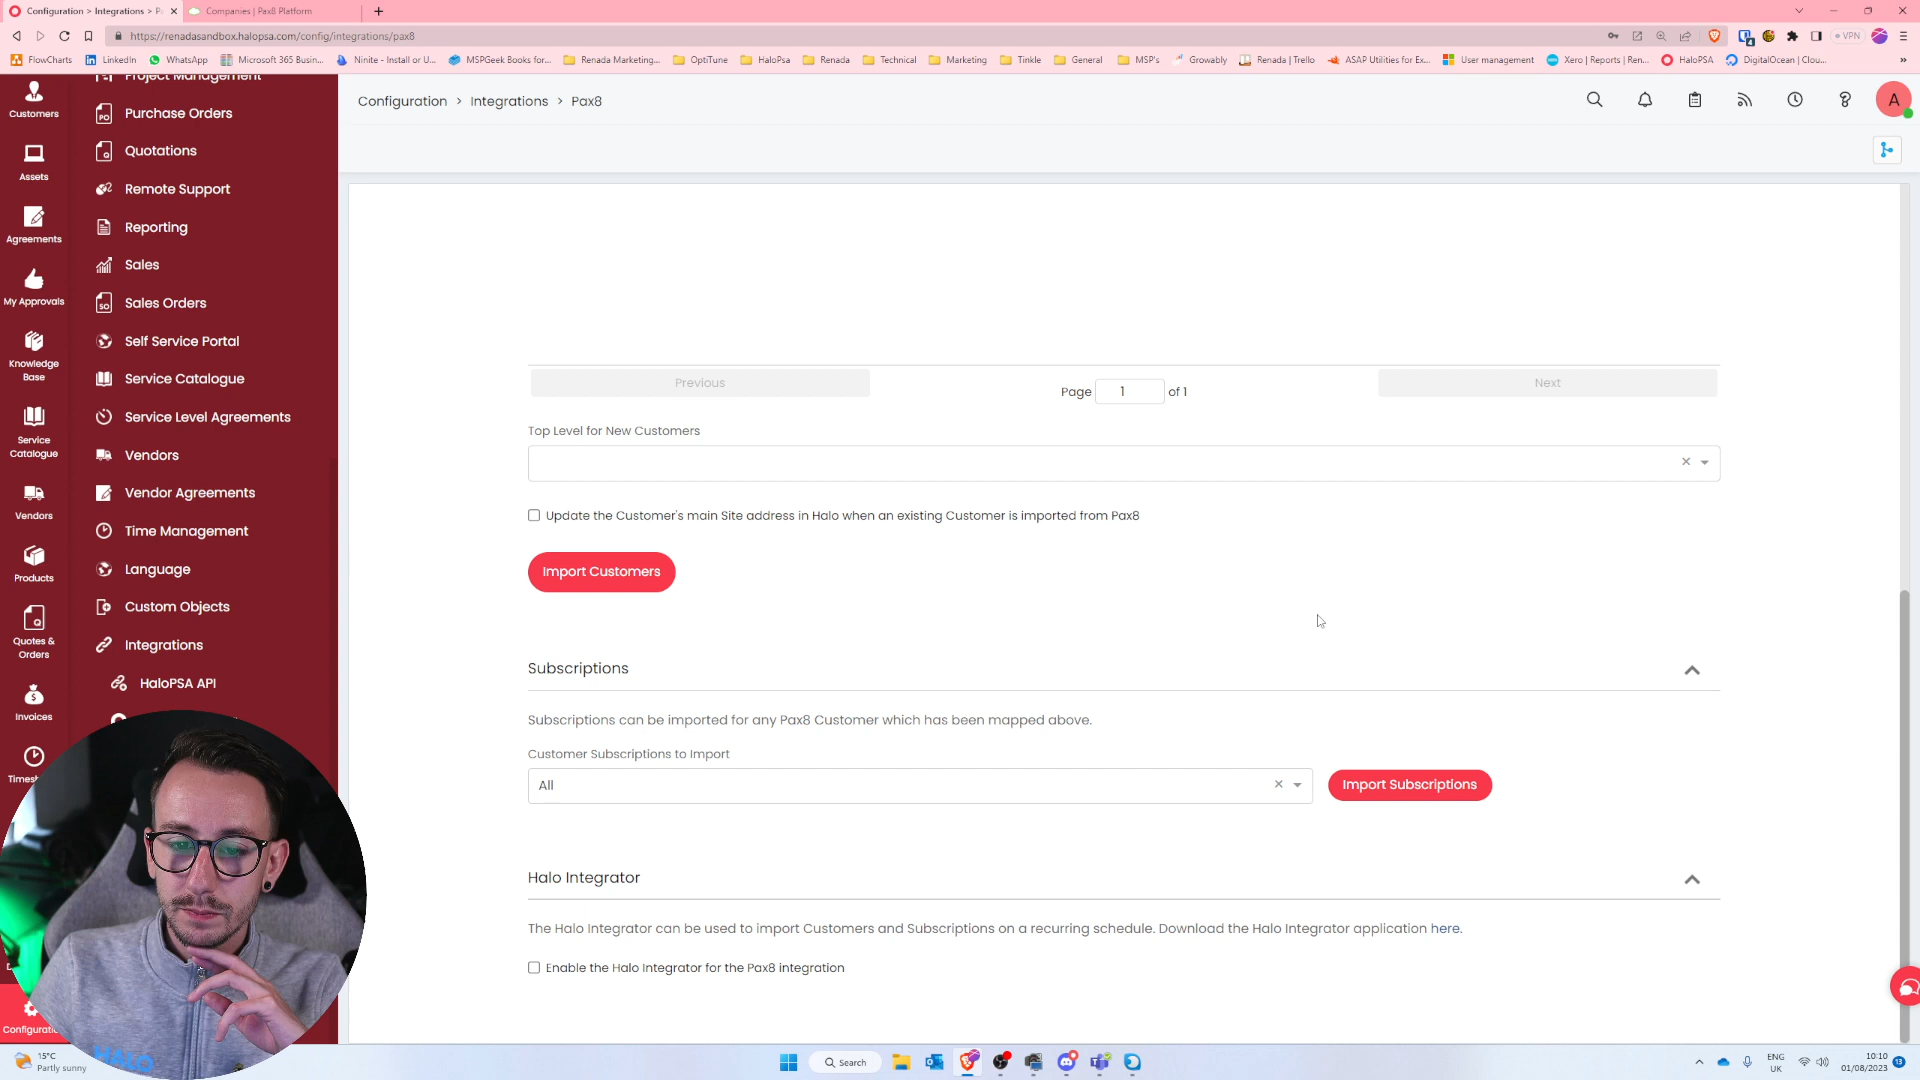 Configuration > Integrations > P
Companies | Pax8 Platform
https://renadasandbox.halopsa.com/config/integrations/pax8
VPN
FlowCharts
LinkedIn
WhatsApp
Microsoft 365 Busin...
Ninite - Install or U...
MSPGeek Books for...
Renada Marketing...
OptiTune
HaloPsa
Renada
Technical
Marketing
Tinkle
General
MSP's
Growably
Renada | Trello
ASAP Utilities for Ex...
User management
Xero | Reports | Ren...
HaloPSA
DigitalOcean | Clou...
Customers
Assets
Agreements
My Approvals
Knowledge
Base
Service
Catalogue
Vendors
Products
Quotes &
Orders
Invoices
Project Management
Purchase Orders
Quotations
Remote Support
Reporting
Sales
Sales Orders
Self Service Portal
Service Catalogue
Service Level Agreements
Vendors
Vendor Agreements
Time Management
Language
Custom Objects
Integrations
HaloPSA API
Configuration > Integrations > Pax8
A
Previous
Page 1 of 1
Next
Top Level for New Customers
Update the Customer's main Site address in Halo when an existing Customer is imported from Pax8
Import Customers
Subscriptions
Subscriptions can be imported for any Pax8 Customer which has been mapped above.
Customer Subscriptions to Import
All
Import Subscriptions
Halo Integrator
The Halo Integrator can be used to import Customers and Subscriptions on a recurring schedule. Download the Halo Integrator application here.
Enable the Halo Integrator for the Pax8 integration
HALO
15°C
Partly sunny
Search
ENG
UK
10:10
01/08/2023
13